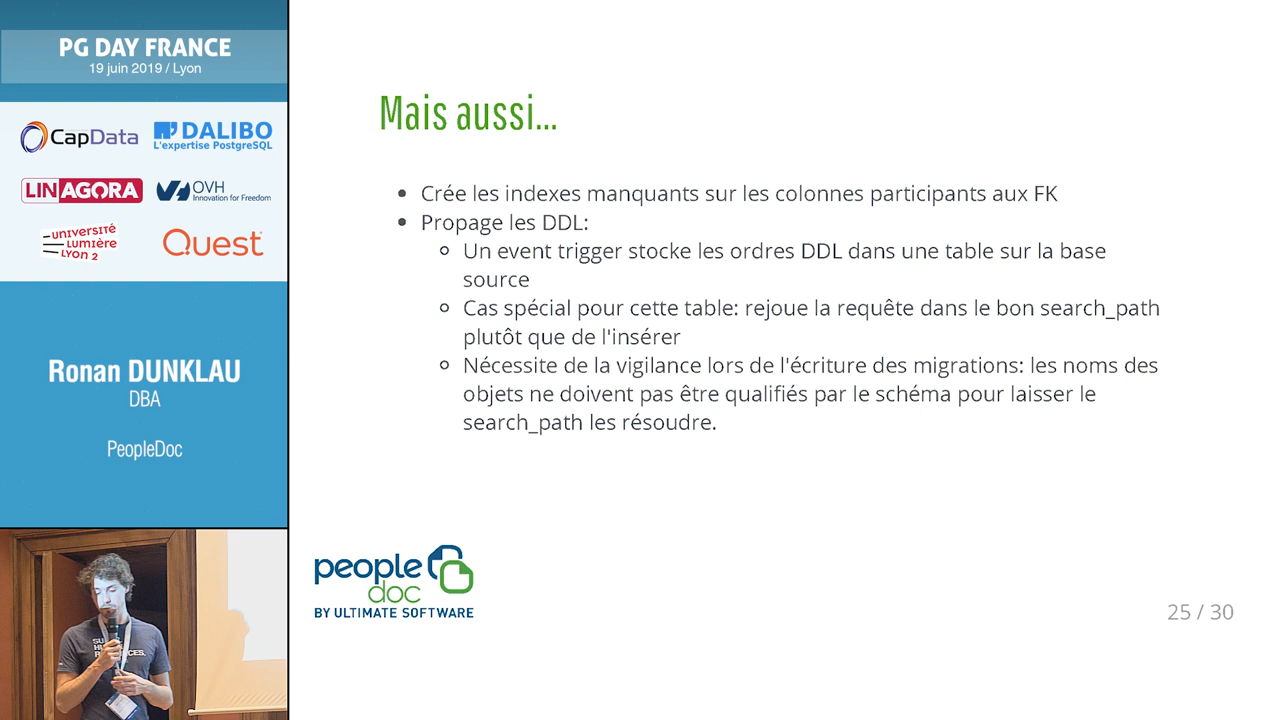 PG DAY FRANCE
19 juin 2019 / Lyon
CapData
DALIBO
L'expertise PostgreSQL
LINAGORA
OVH
Innovation for Freedom
UNIVERSITÉ
LUMIÈRE
LYON 2
Quest
Ronan DUNKLAU
DBA
PeopleDoc
Mais aussi...
Crée les indexes manquants sur les colonnes participants aux FK
Propage les DDL:
Un event trigger stocke les ordres DDL dans une table sur la base
source
Cas spécial pour cette table: rejoue la requête dans le bon search_path
plutôt que de l'insérer
Nécessite de la vigilance lors de l'écriture des migrations: les noms des
objets ne doivent pas être qualifiés par le schéma pour laisser le
search_path les résoudre.
people
doc
BY ULTIMATE SOFTWARE
25 / 30